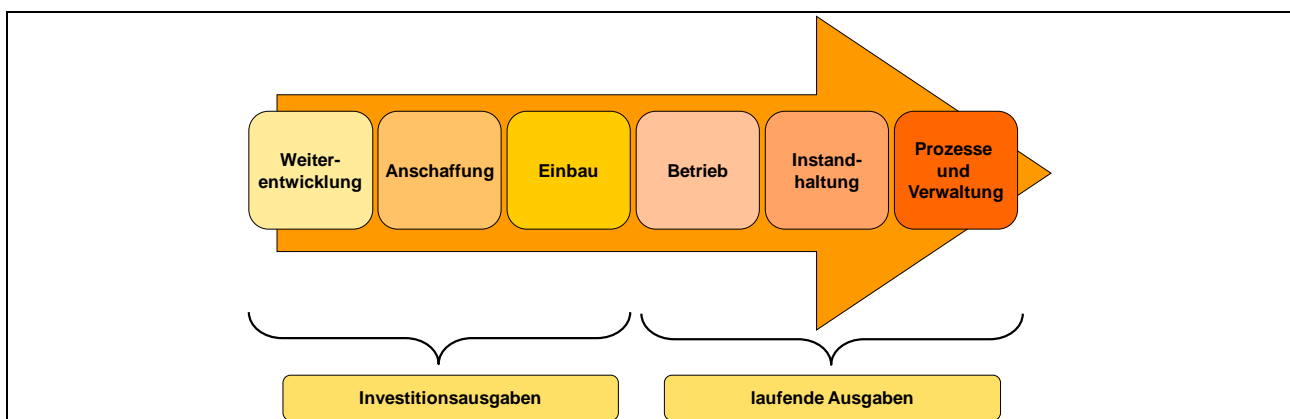 Weiter-
entwicklung
Anschaffung
Einbau
Betrieb
Instand-
haltung
Prozesse
und
Verwaltung
Investitionsausgaben
laufende Ausgaben